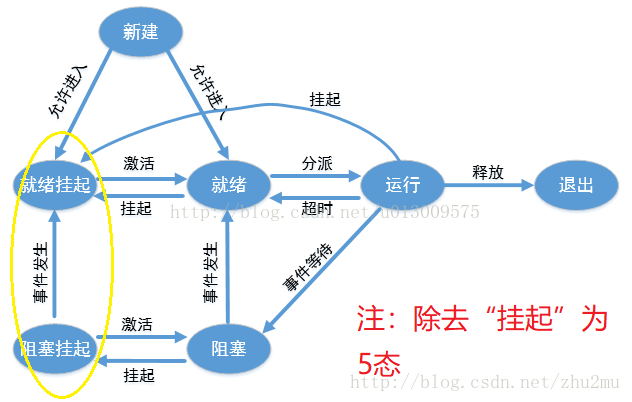 新建
允许进入
允许进入
挂起
就绪挂起
激活
挂起
就绪
分派
超时
运行
释放
退出
http://blog.csdn.net/u013009575
事件发生
事件发生
事件等待
阻塞挂起
激活
挂起
阻塞
注：除去“挂起”为
5态
http://blog.csdn.net/zhu2mu